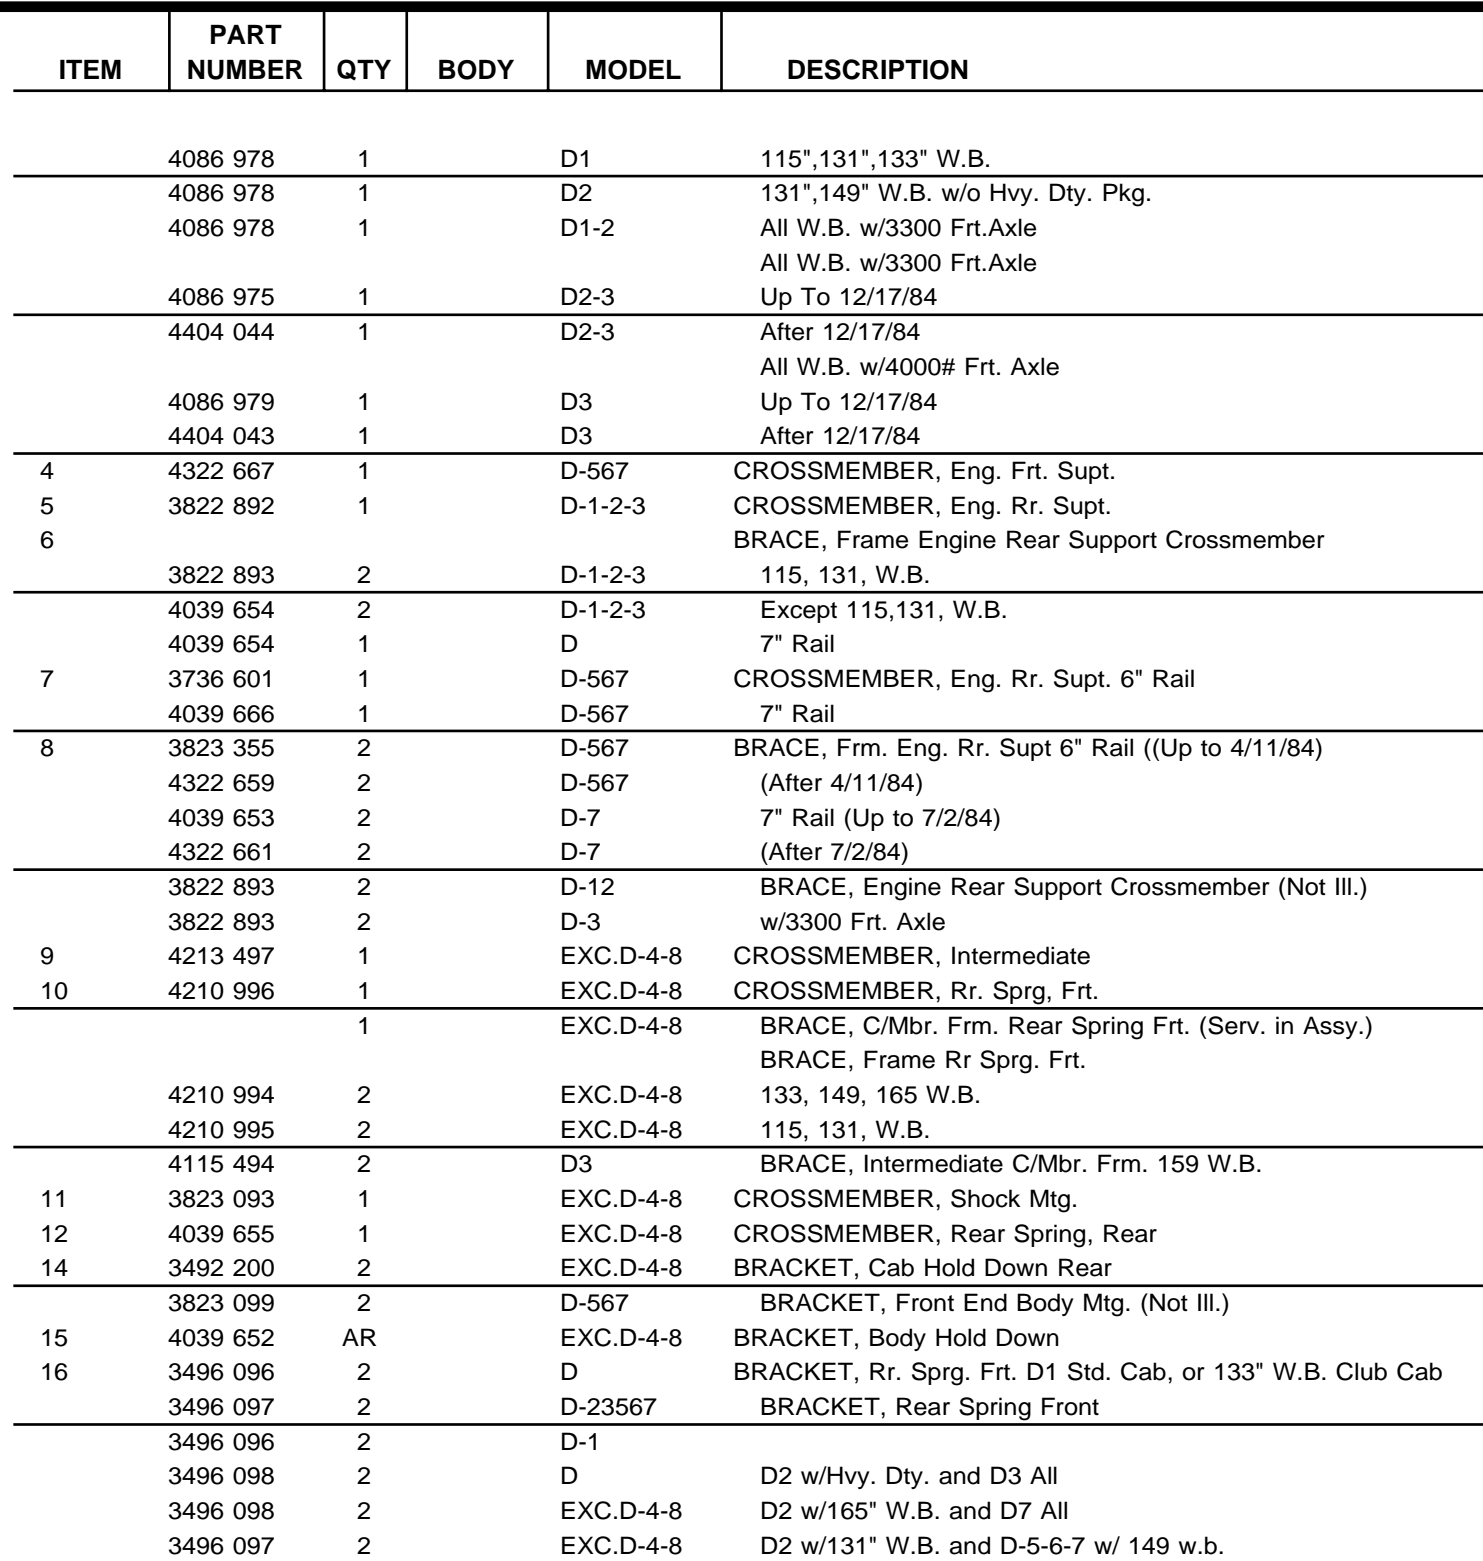 PART
ITEM NUMBER QTY BODY MODEL DESCRIPTION
4086 978 1 D1 115",131",133" W.B.
4086 978 1 D2 131",149" W.B. w/o Hvy. Dty. Pkg.
4086 978 1 D1-2 All W.B. w/3300 Frt.Axle
All W.B. w/3300 Frt.Axle
4086 975 1 D2-3 Up To 12/17/84
4404 044 1 D2-3 After 12/17/84
All W.B. w/4000# Frt. Axle
4086 979 1 D3 Up To 12/17/84
4404 043 1 D3 After 12/17/84
4 4322 667 1 D-567 CROSSMEMBER, Eng. Frt. Supt.
5 3822 892 1 D-1-2-3 CROSSMEMBER, Eng. Rr. Supt.
6 BRACE, Frame Engine Rear Support Crossmember
3822 893 2 D-1-2-3 115, 131, W.B.
4039 654 2 D-1-2-3 Except 115,131, W.B.
4039 654 1 D 7" Rail
7 3736 601 1 D-567 CROSSMEMBER, Eng. Rr. Supt. 6" Rail
4039 666 1 D-567 7" Rail
8 3823 355 2 D-567 BRACE, Frm. Eng. Rr. Supt 6" Rail ((Up to 4/11/84)
4322 659 2 D-567 (After 4/11/84)
4039 653 2 D-7 7" Rail (Up to 7/2/84)
4322 661 2 D-7 (After 7/2/84)
3822 893 2 D-12 BRACE, Engine Rear Support Crossmember (Not Ill.)
3822 893 2 D-3 w/3300 Frt. Axle
9 4213 497 1 EXC.D-4-8 CROSSMEMBER, Intermediate
10 4210 996 1 EXC.D-4-8 CROSSMEMBER, Rr. Sprg, Frt.
1 EXC.D-4-8 BRACE, C/Mbr. Frm. Rear Spring Frt. (Serv. in Assy.)
BRACE, Frame Rr Sprg. Frt.
4210 994 2 EXC.D-4-8 133, 149, 165 W.B.
4210 995 2 EXC.D-4-8 115, 131, W.B.
4115 494 2 D3 BRACE, Intermediate C/Mbr. Frm. 159 W.B.
11 3823 093 1 EXC.D-4-8 CROSSMEMBER, Shock Mtg.
12 4039 655 1 EXC.D-4-8 CROSSMEMBER, Rear Spring, Rear
14 3492 200 2 EXC.D-4-8 BRACKET, Cab Hold Down Rear
3823 099 2 D-567 BRACKET, Front End Body Mtg. (Not Ill.)
15 4039 652 AR EXC.D-4-8 BRACKET, Body Hold Down
16 3496 096 2 D BRACKET, Rr. Sprg. Frt. D1 Std. Cab, or 133" W.B. Club Cab
3496 097 2 D-23567 BRACKET, Rear Spring Front
3496 096 2 D-1
3496 098 2 D D2 w/Hvy. Dty. and D3 All
3496 098 2 EXC.D-4-8 D2 w/165" W.B. and D7 All
3496 097 2 EXC.D-4-8 D2 w/131" W.B. and D-5-6-7 w/ 149 w.b.